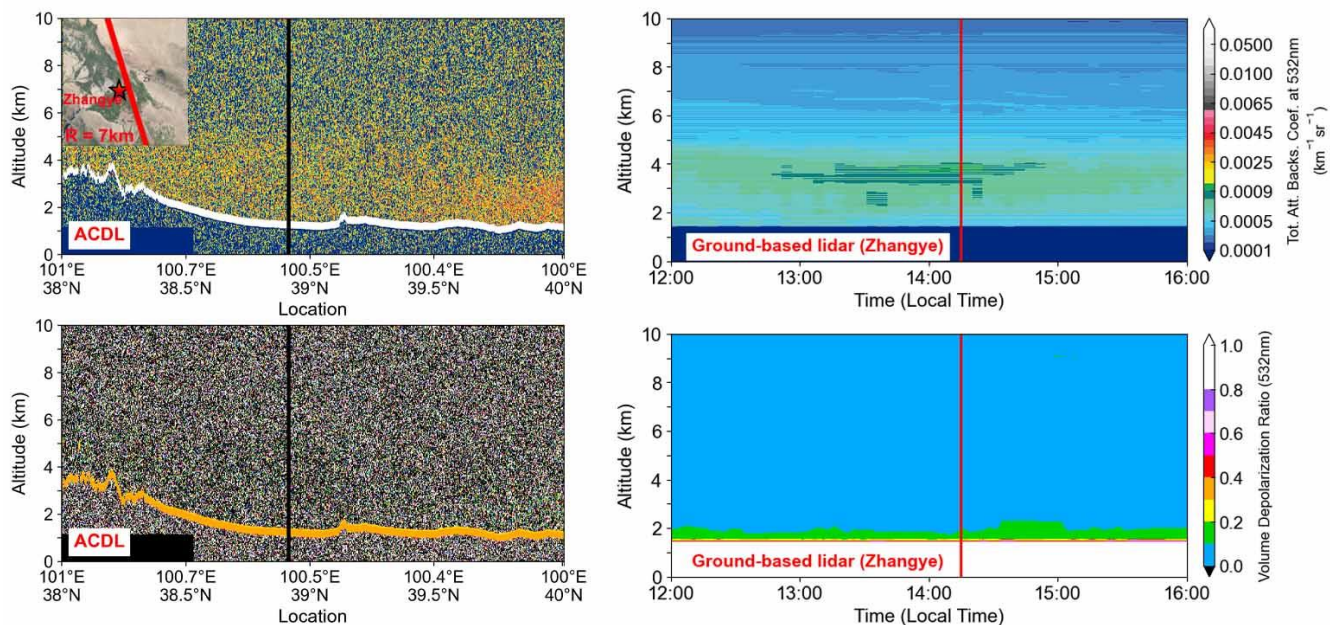 10
8
6
4
2
0
Altitude (km)
Zhangye
R = 7km
ACDL
101°E 100.7°E 100.5°E 100.4°E 100°E
38°N 38.5°N 39°N 39.5°N 40°N
Location
10
8
6
4
2
0
Altitude (km)
Ground-based lidar (Zhangye)
12:00 13:00 14:00 15:00 16:00
Time (Local Time)
0.0500
0.0100
0.0065
0.0045
0.0025
0.0009
0.0005
0.0001
Tot. Att. Backs. Coef. at 532nm
(km⁻¹ sr⁻¹)
10
8
6
4
2
0
Altitude (km)
ACDL
101°E 100.7°E 100.5°E 100.4°E 100°E
38°N 38.5°N 39°N 39.5°N 40°N
Location
10
8
6
4
2
0
Altitude (km)
Ground-based lidar (Zhangye)
12:00 13:00 14:00 15:00 16:00
Time (Local Time)
1.0
0.8
0.6
0.4
0.2
0.0
Volume Depolarization Ratio (532nm)